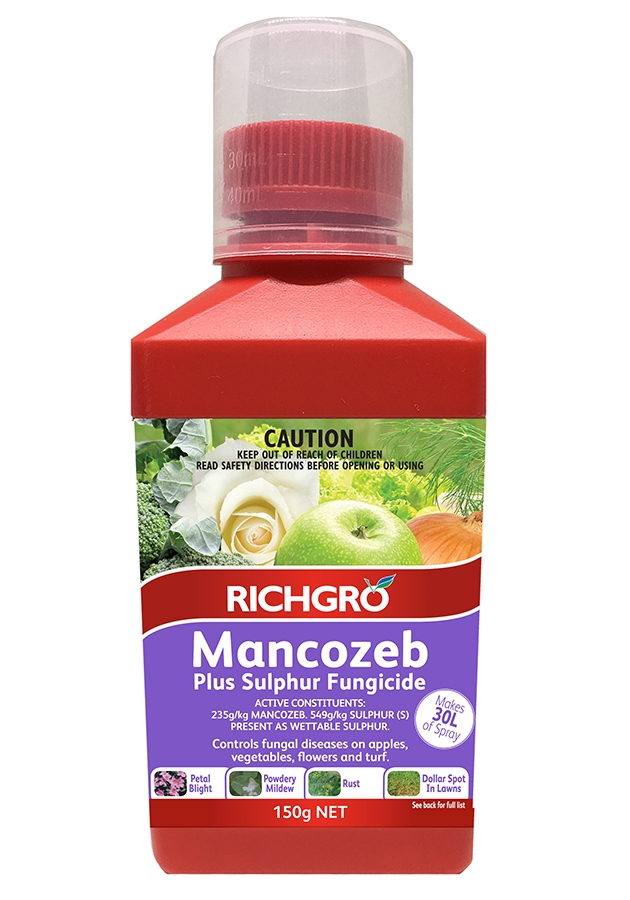 30mL
40mL
CAUTION
KEEP OUT OF REACH OF CHILDREN
READ SAFETY DIRECTIONS BEFORE OPENING OR USING
RICHGRO
Mancozeb
Plus Sulphur Fungicide
ACTIVE CONSTITUENTS:
235g/kg MANCOZEB. 549g/kg SULPHUR (S)
PRESENT AS WETTABLE SULPHUR.
Makes
30L
of Spray
Controls fungal diseases on apples,
vegetables, flowers and turf.
Petal
Blight
Powdery
Mildew
Rust
Dollar Spot
In Lawns
See back for full list
150g NET